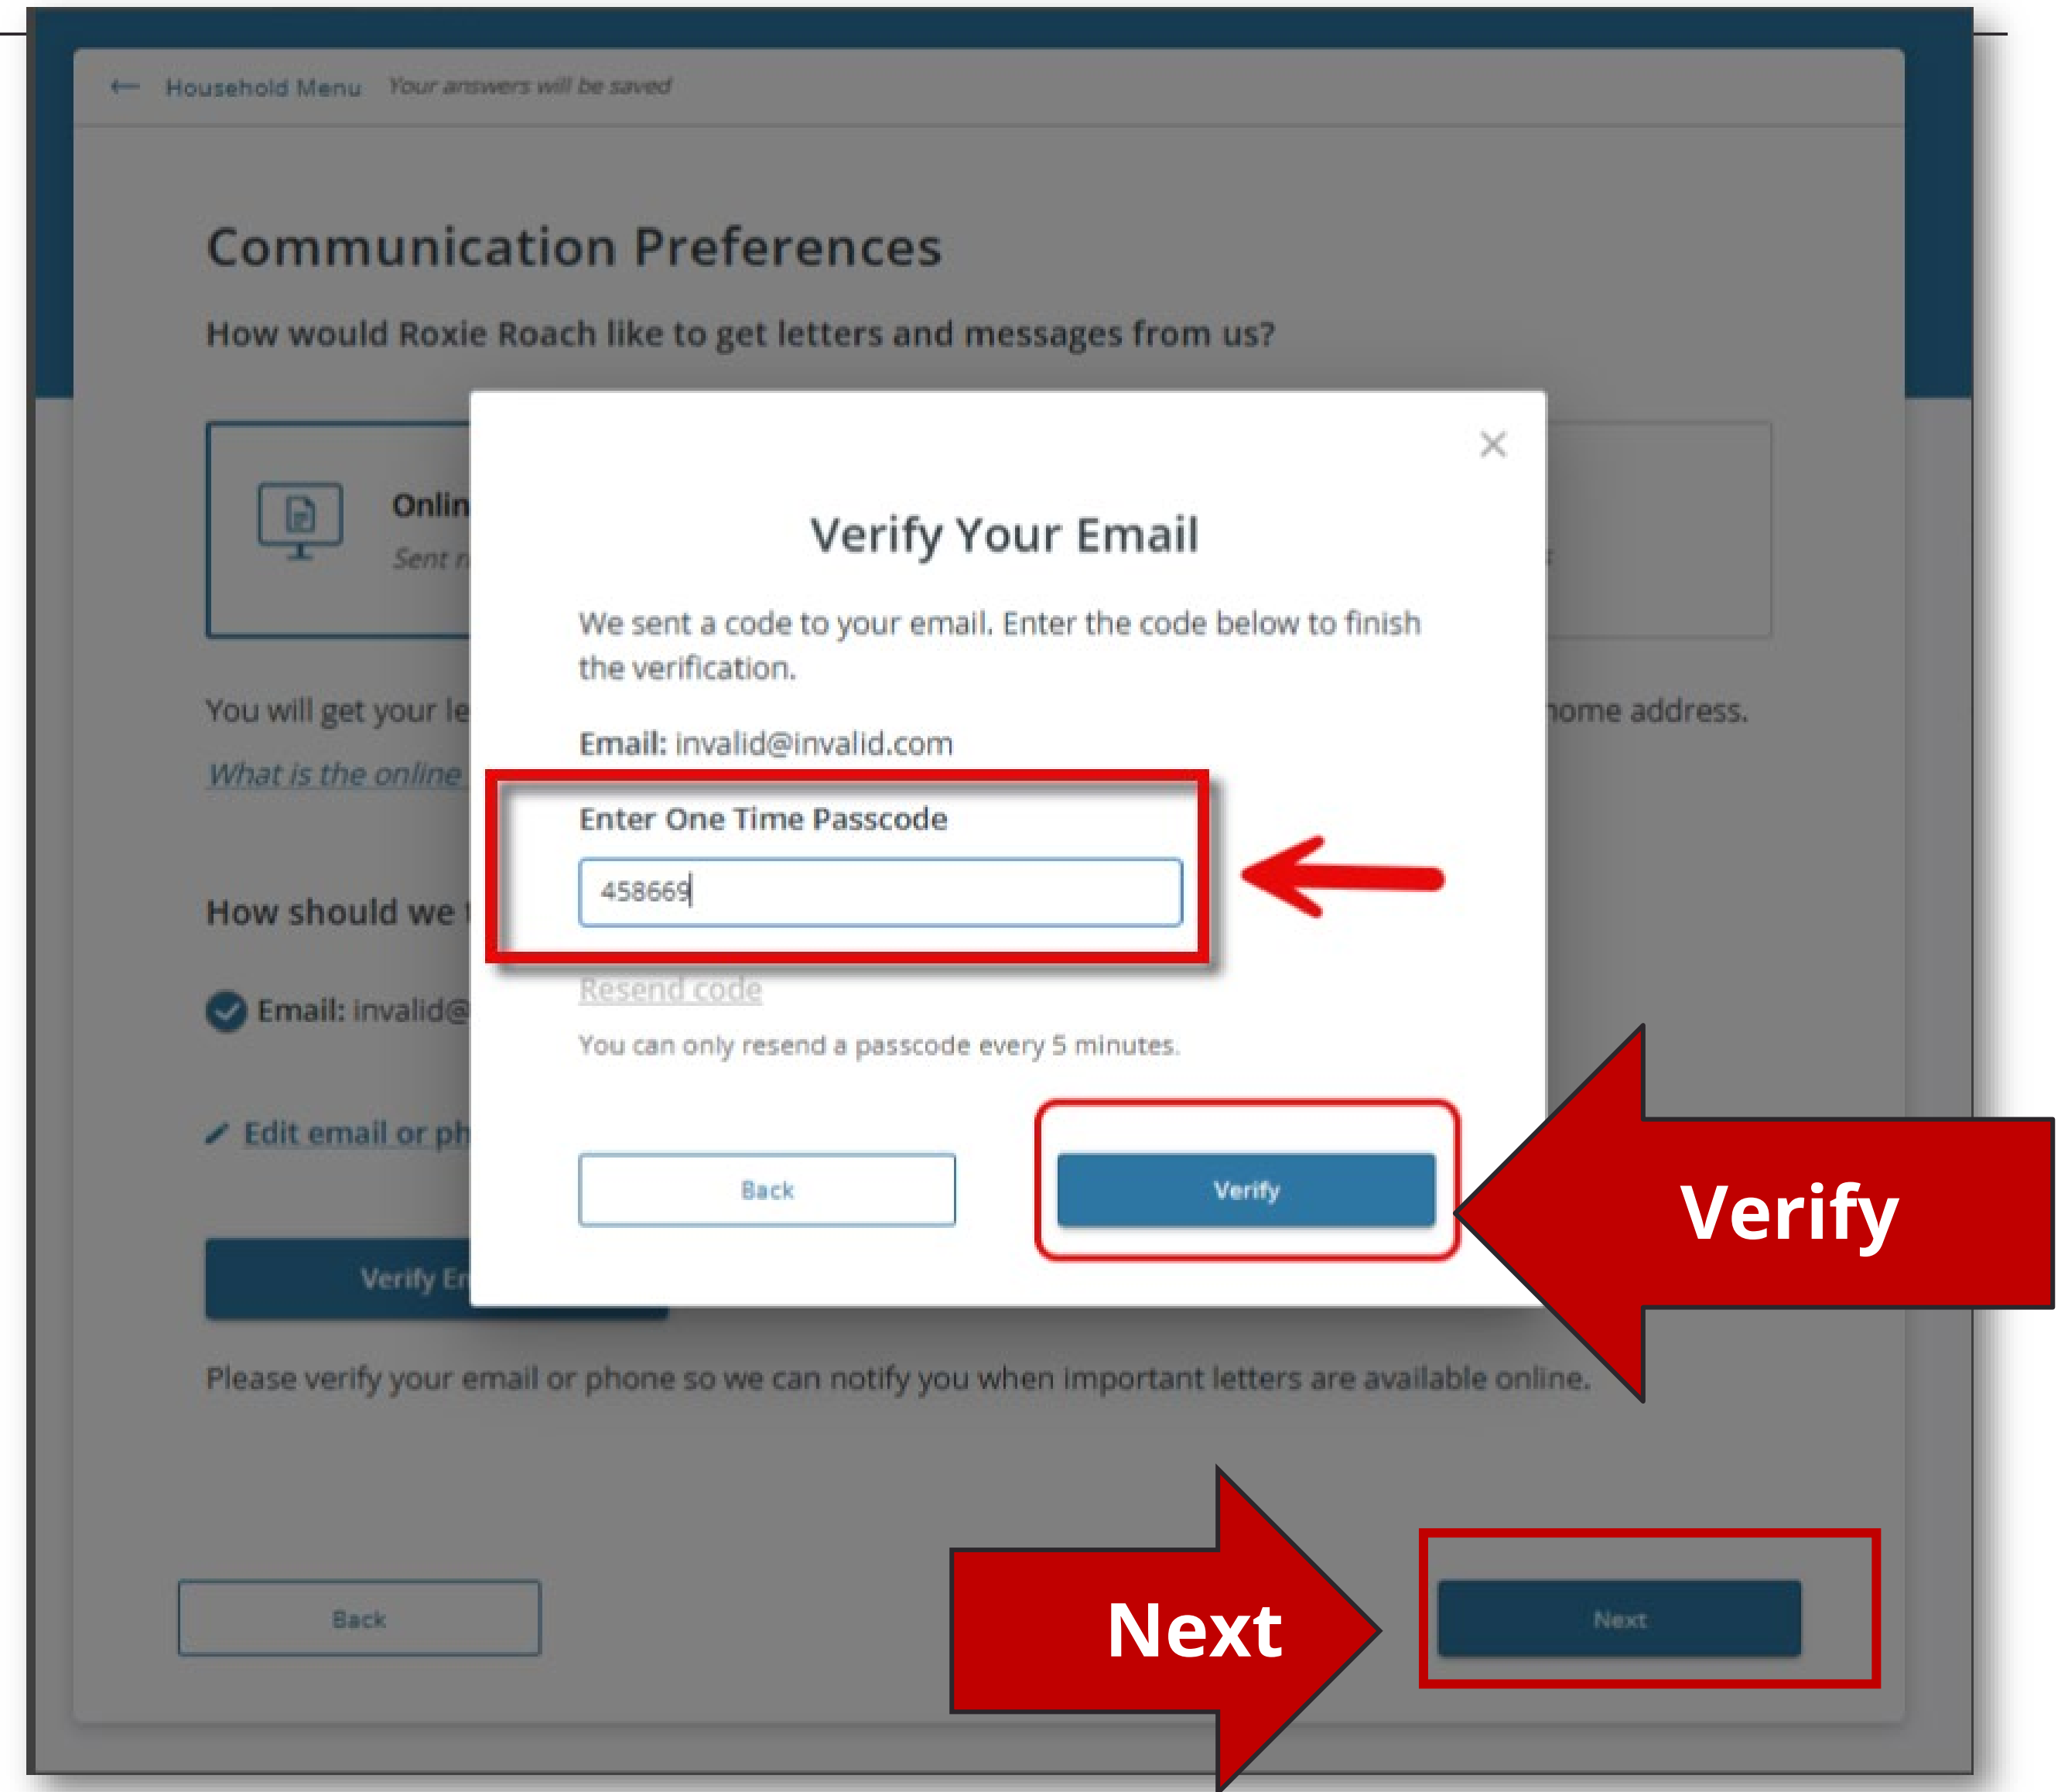 Household Menu Your answers will be saved
Communication Preferences
How would Roxie Roach like to get letters and messages from us?
Verify Your Email
We sent a code to your email. Enter the code below to finish
the verification.
Email: invalid@invalid.com
Enter One Time Passcode
458669
Resend code
You can only resend a passcode every 5 minutes.
Back Verify
Verify
Sent
You will get your home address.
What is the online
How should we
Email: invalid@
Edit email or
Verify
Please verify your email or phone so we can notify you when important letters are available online.
Next
Back Next